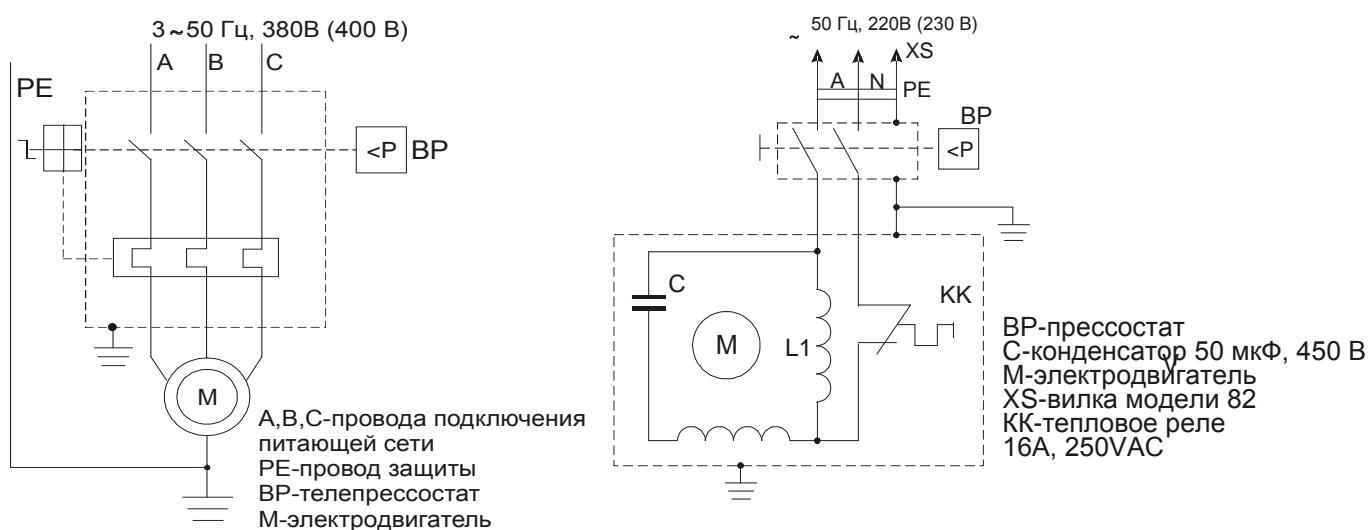 3~50 Гц, 380В (400 В)
A
B
C
PE
<P
BP
M
A,B,C-провода подключения
питающей сети
PE-провод защиты
BP-телепрессостат
М-электродвигатель
~ 50 Гц, 220В (230 В)
XS
A
N
PE
BP
<P
C
KK
M
L1
BP-прессостат
С-конденсатор 50 мкФ, 450 В
V
М-электродвигатель
XS-вилка модели 82
КК-тепловое реле
16А, 250VAC